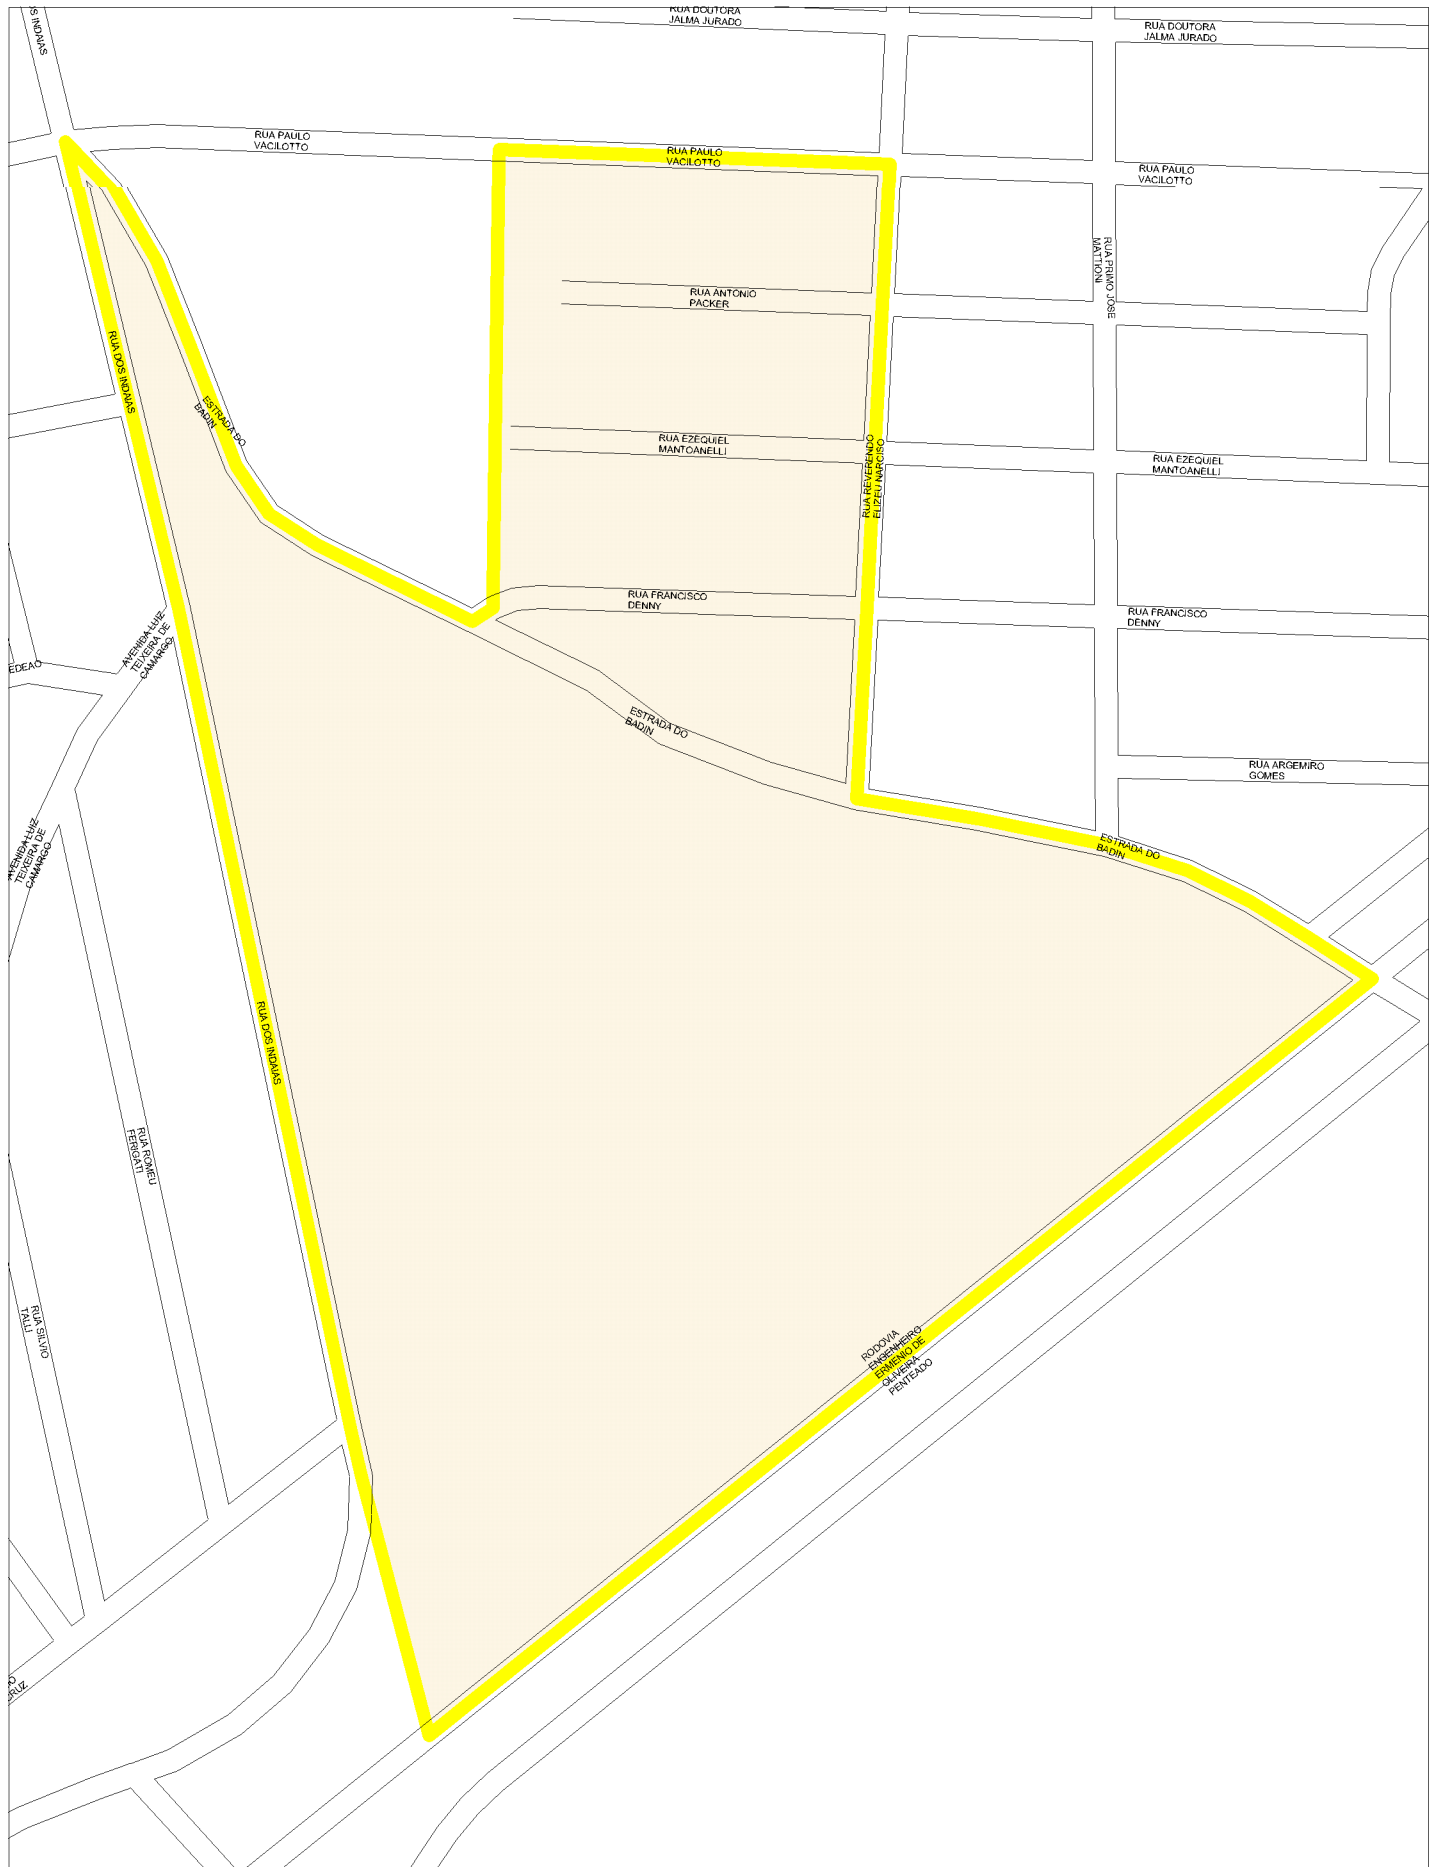 RUA DOUTORA
JALMA JURADO
RUA DOUTORA
JALMA JURADO
INDAIAS
RUA PAULO
VACILOTTO
RUA PAULO
VACILOTTO
RUA PAULO
VACILOTTO
RUA PRIMO JOSE
MATTIONI
RUA ANTONIO
PACKER
RUA DOS INDAIAS
ESTRADA DO
BADIN
RUA EZEQUIEL
MANTOANELLI
RUA REVERENDO
ELIZEU NARCISO
RUA EZEQUIEL
MANTOANELLI
RUA FRANCISCO
DENNY
RUA FRANCISCO
DENNY
AVENIDA LUIZ
TEIXEIRA DE
CAMARGO
EDEAO
ESTRADA DO
BADIN
RUA ARGEMIRO
GOMES
AVENIDA LUIZ
TEIXEIRA DE
CAMARGO
ESTRADA DO
BADIN
RUA DOS INDAIAS
RUA ROMEU
FERIGATI
RUA SILVIO
TALLI
RODOVIA
ENGENHEIRO
ERMENIO DE
OLIVEIRA
PENTEADO
RUZ